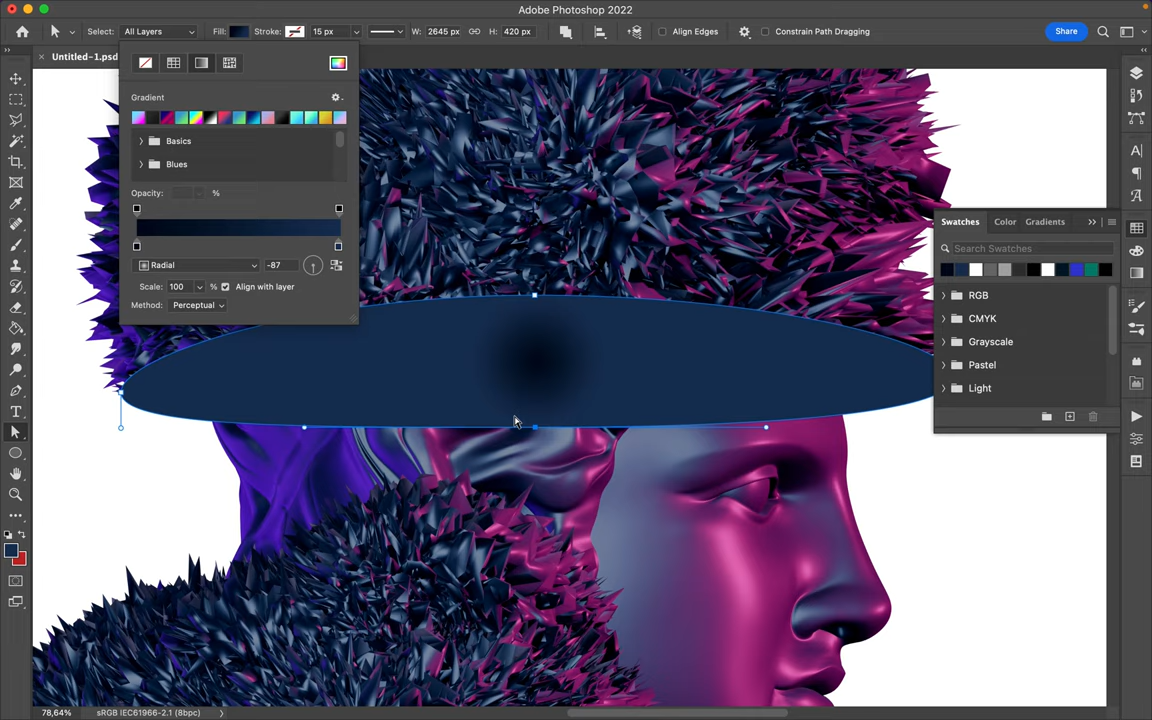 Adobe Photoshop 2022
Select: All Layers Fill: Stroke: 15 px W: 2645 px H: 420 px Align Edges Constrain Path Dragging Share
Untitled-1.psd
Gradient
Basics
Blues
Opacity: %
Radial -87
Scale: 100 % Align with layer
Method: Perceptual
Swatches Color Gradients
Search Swatches
RGB
CMYK
Grayscale
Pastel
Light
78,64% sRGB IEC61966-2.1 (8bpc)